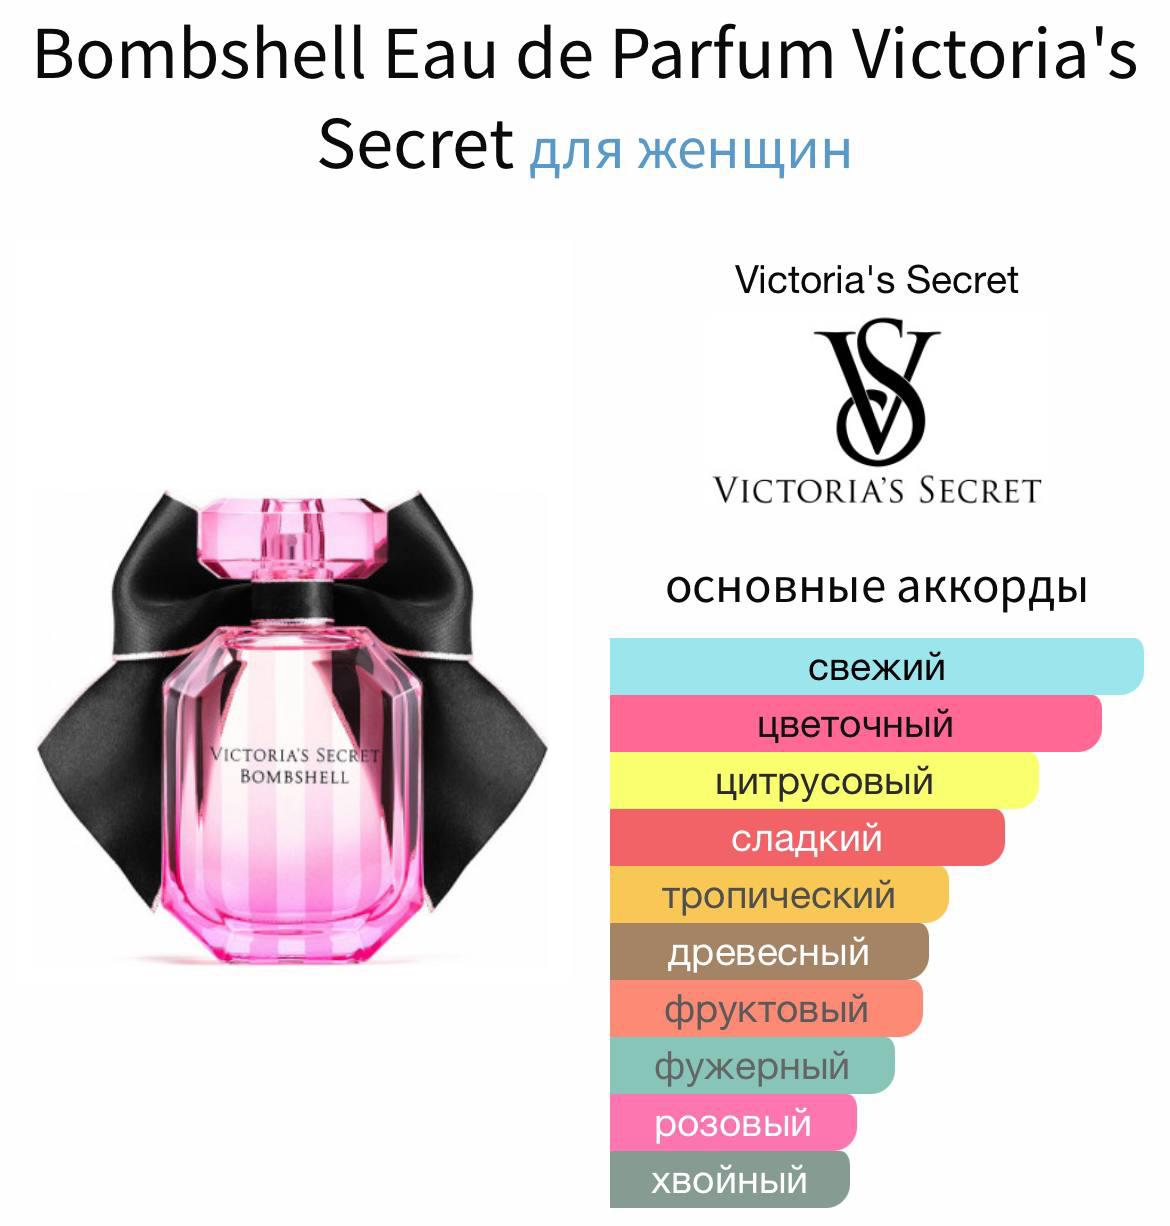 Bombshell Eau de Parfum Victoria's
Secret для женщин
Victoria's Secret
VS
VICTORIA'S SECRET
VICTORIA'S SECRET
BOMBSHELL
основные аккорды
свежий
цветочный
цитрусовый
сладкий
тропический
древесный
фруктовый
фужерный
розовый
хвойный